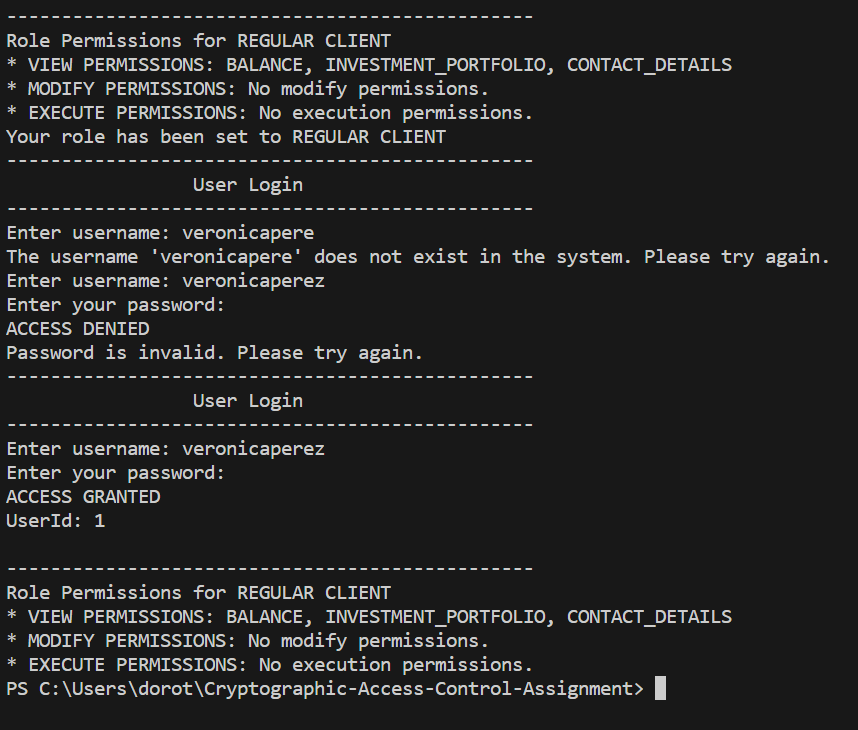 ------------------------------------------------
Role Permissions for REGULAR CLIENT
* VIEW PERMISSIONS: BALANCE, INVESTMENT_PORTFOLIO, CONTACT_DETAILS
* MODIFY PERMISSIONS: No modify permissions.
* EXECUTE PERMISSIONS: No execution permissions.
Your role has been set to REGULAR CLIENT
------------------------------------------------
                 User Login
------------------------------------------------
Enter username: veronicapere
The username 'veronicapere' does not exist in the system. Please try again.
Enter username: veronicaperez
Enter your password:
ACCESS DENIED
Password is invalid. Please try again.
------------------------------------------------
                 User Login
------------------------------------------------
Enter username: veronicaperez
Enter your password:
ACCESS GRANTED
UserId: 1

------------------------------------------------
Role Permissions for REGULAR CLIENT
* VIEW PERMISSIONS: BALANCE, INVESTMENT_PORTFOLIO, CONTACT_DETAILS
* MODIFY PERMISSIONS: No modify permissions.
* EXECUTE PERMISSIONS: No execution permissions.
PS C:\Users\dorot\Cryptographic-Access-Control-Assignment>